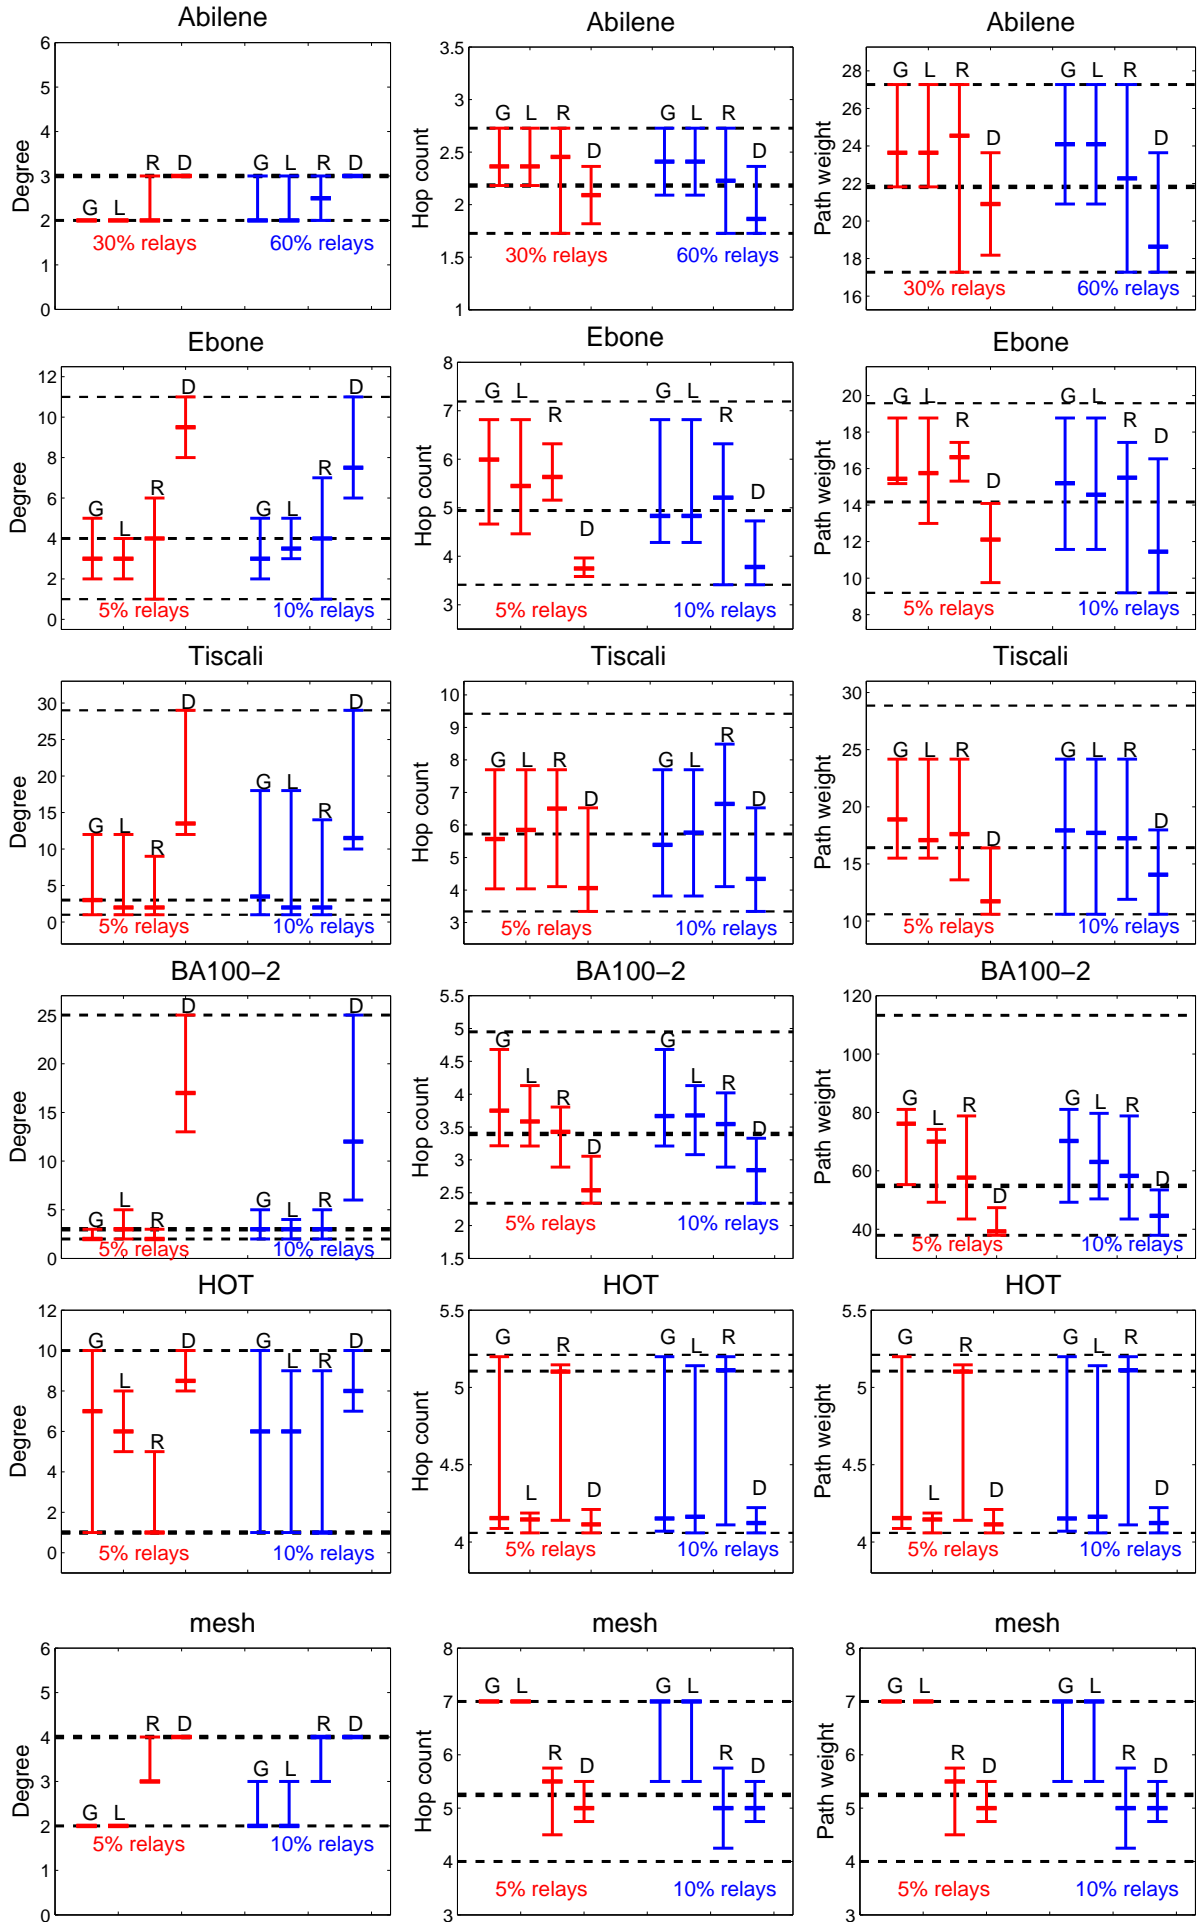 Abilene
Degree
6
5
4
3
2
1
0
G
L
R
D
G
L
R
D
30% relays
60% relays
Abilene
Hop count
3.5
3
2.5
2
1.5
1
G
L
R
D
G
L
R
D
30% relays
60% relays
Abilene
Path weight
28
26
24
22
20
18
16
G
L
R
D
G
L
R
D
30% relays
60% relays
Ebone
Degree
12
10
8
6
4
2
0
G
L
R
D
G
L
R
D
5% relays
10% relays
Ebone
Hop count
8
7
6
5
4
3
G
L
R
D
G
L
R
D
5% relays
10% relays
Ebone
Path weight
20
18
16
14
12
10
8
G
L
R
D
G
L
R
D
5% relays
10% relays
Tiscali
Degree
30
25
20
15
10
5
0
G
L
R
D
G
L
R
D
5% relays
10% relays
Tiscali
Hop count
10
9
8
7
6
5
4
3
G
L
R
D
G
L
R
D
5% relays
10% relays
Tiscali
Path weight
30
25
20
15
10
G
L
R
D
G
L
R
D
5% relays
10% relays
BA100−2
Degree
25
20
15
10
5
0
G
L
R
D
G
L
R
D
5% relays
10% relays
BA100−2
Hop count
5.5
5
4.5
4
3.5
3
2.5
2
1.5
G
L
R
D
G
L
R
D
5% relays
10% relays
BA100−2
Path weight
120
100
80
60
40
G
L
R
D
G
L
R
D
5% relays
10% relays
HOT
Degree
12
10
8
6
4
2
1
0
G
L
R
D
G
L
R
D
5% relays
10% relays
HOT
Hop count
5.5
5
4.5
4
G
L
R
D
G
L
R
D
5% relays
10% relays
HOT
Path weight
5.5
5
4.5
4
G
L
R
D
G
L
R
D
5% relays
10% relays
mesh
Degree
6
5
4
3
2
1
0
G
L
R
D
G
L
R
D
5% relays
10% relays
mesh
Hop count
8
7
6
5
4
3
G
L
R
D
G
L
R
D
5% relays
10% relays
mesh
Path weight
8
7
6
5
4
3
G
L
R
D
G
L
R
D
5% relays
10% relays